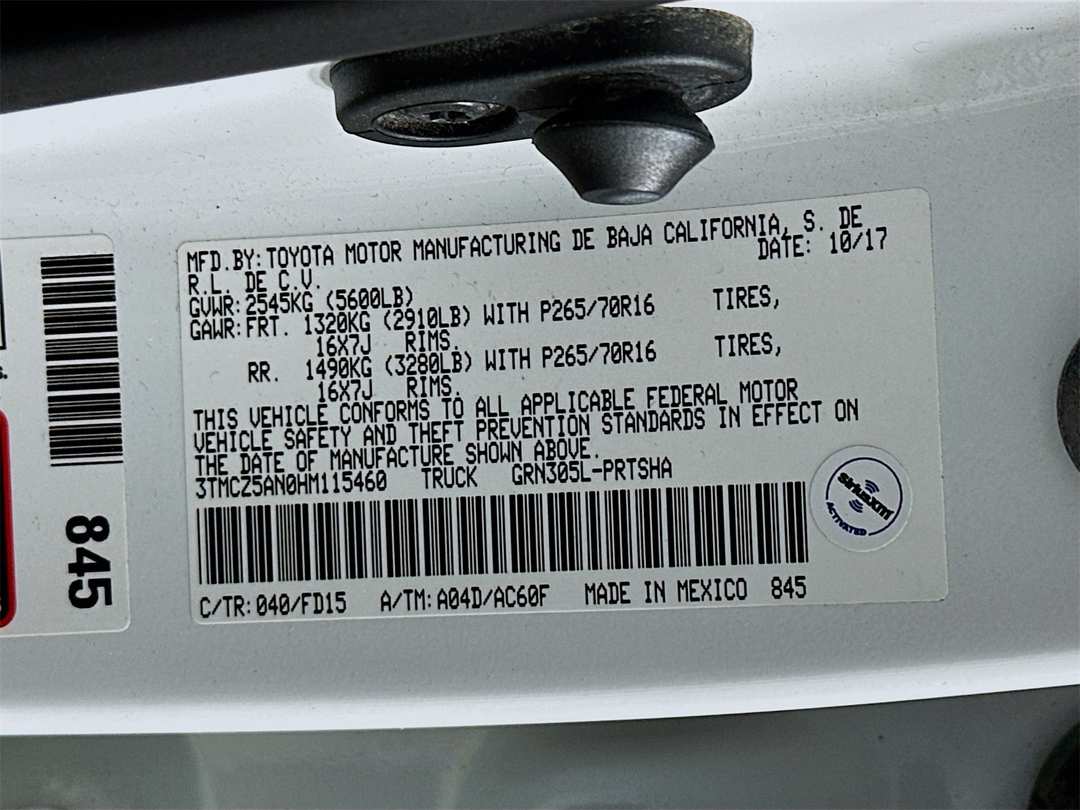 MFD.BY:TOYOTA MOTOR MANUFACTURING DE BAJA CALIFORNIA, S. DE
R.L. DE C.V. DATE: 10/17
GVWR:2545KG (5600LB)
GAWR:FRT. 1320KG (2910LB) WITH P265/70R16 TIRES,
16X7J RIMS.
RR. 1490KG (3280LB) WITH P265/70R16 TIRES,
16X7J RIMS.
THIS VEHICLE CONFORMS TO ALL APPLICABLE FEDERAL MOTOR
VEHICLE SAFETY AND THEFT PREVENTION STANDARDS IN EFFECT ON
THE DATE OF MANUFACTURE SHOWN ABOVE.
3TMCZ5AN0HM115460 TRUCK GRN305L-PRTSHA
C/TR:040/FD15 A/TM:A04D/AC60F MADE IN MEXICO 845
siriusxm
ACTIVATED
845